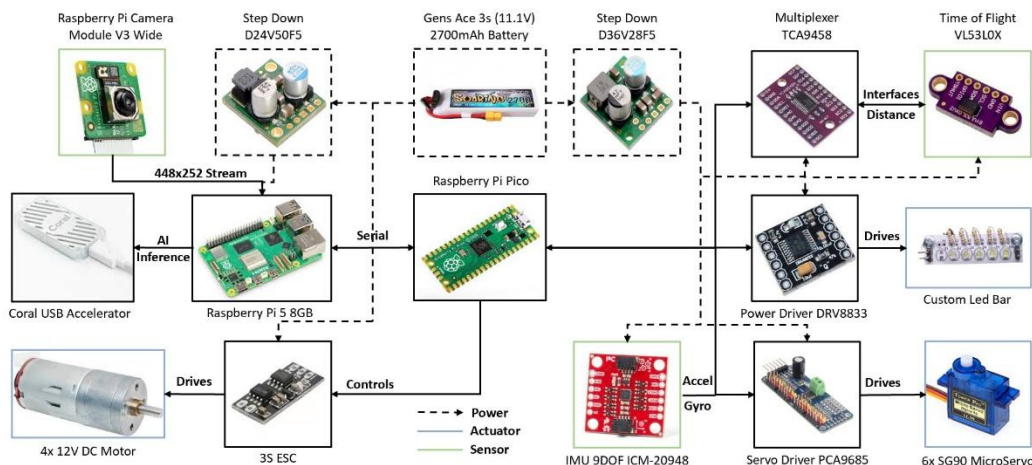 Raspberry Pi Camera
Module V3 Wide
Step Down
D24V50F5
Gens Ace 3s (11.1V)
2700mAh Battery
Step Down
D36V28F5
Multiplexer
TCA9458
Time of Flight
VL53L0X
Interfaces
Distance
448x252 Stream
Raspberry Pi Pico
AI
Inference
Serial
Drives
Coral USB Accelerator
Raspberry Pi 5 8GB
Power Driver DRV8833
Custom Led Bar
Drives
Controls
Accel
Gyro
Drives
Power
Actuator
Sensor
4x 12V DC Motor
3S ESC
IMU 9DOF ICM-20948
Servo Driver PCA9685
6x SG90 MicroServo